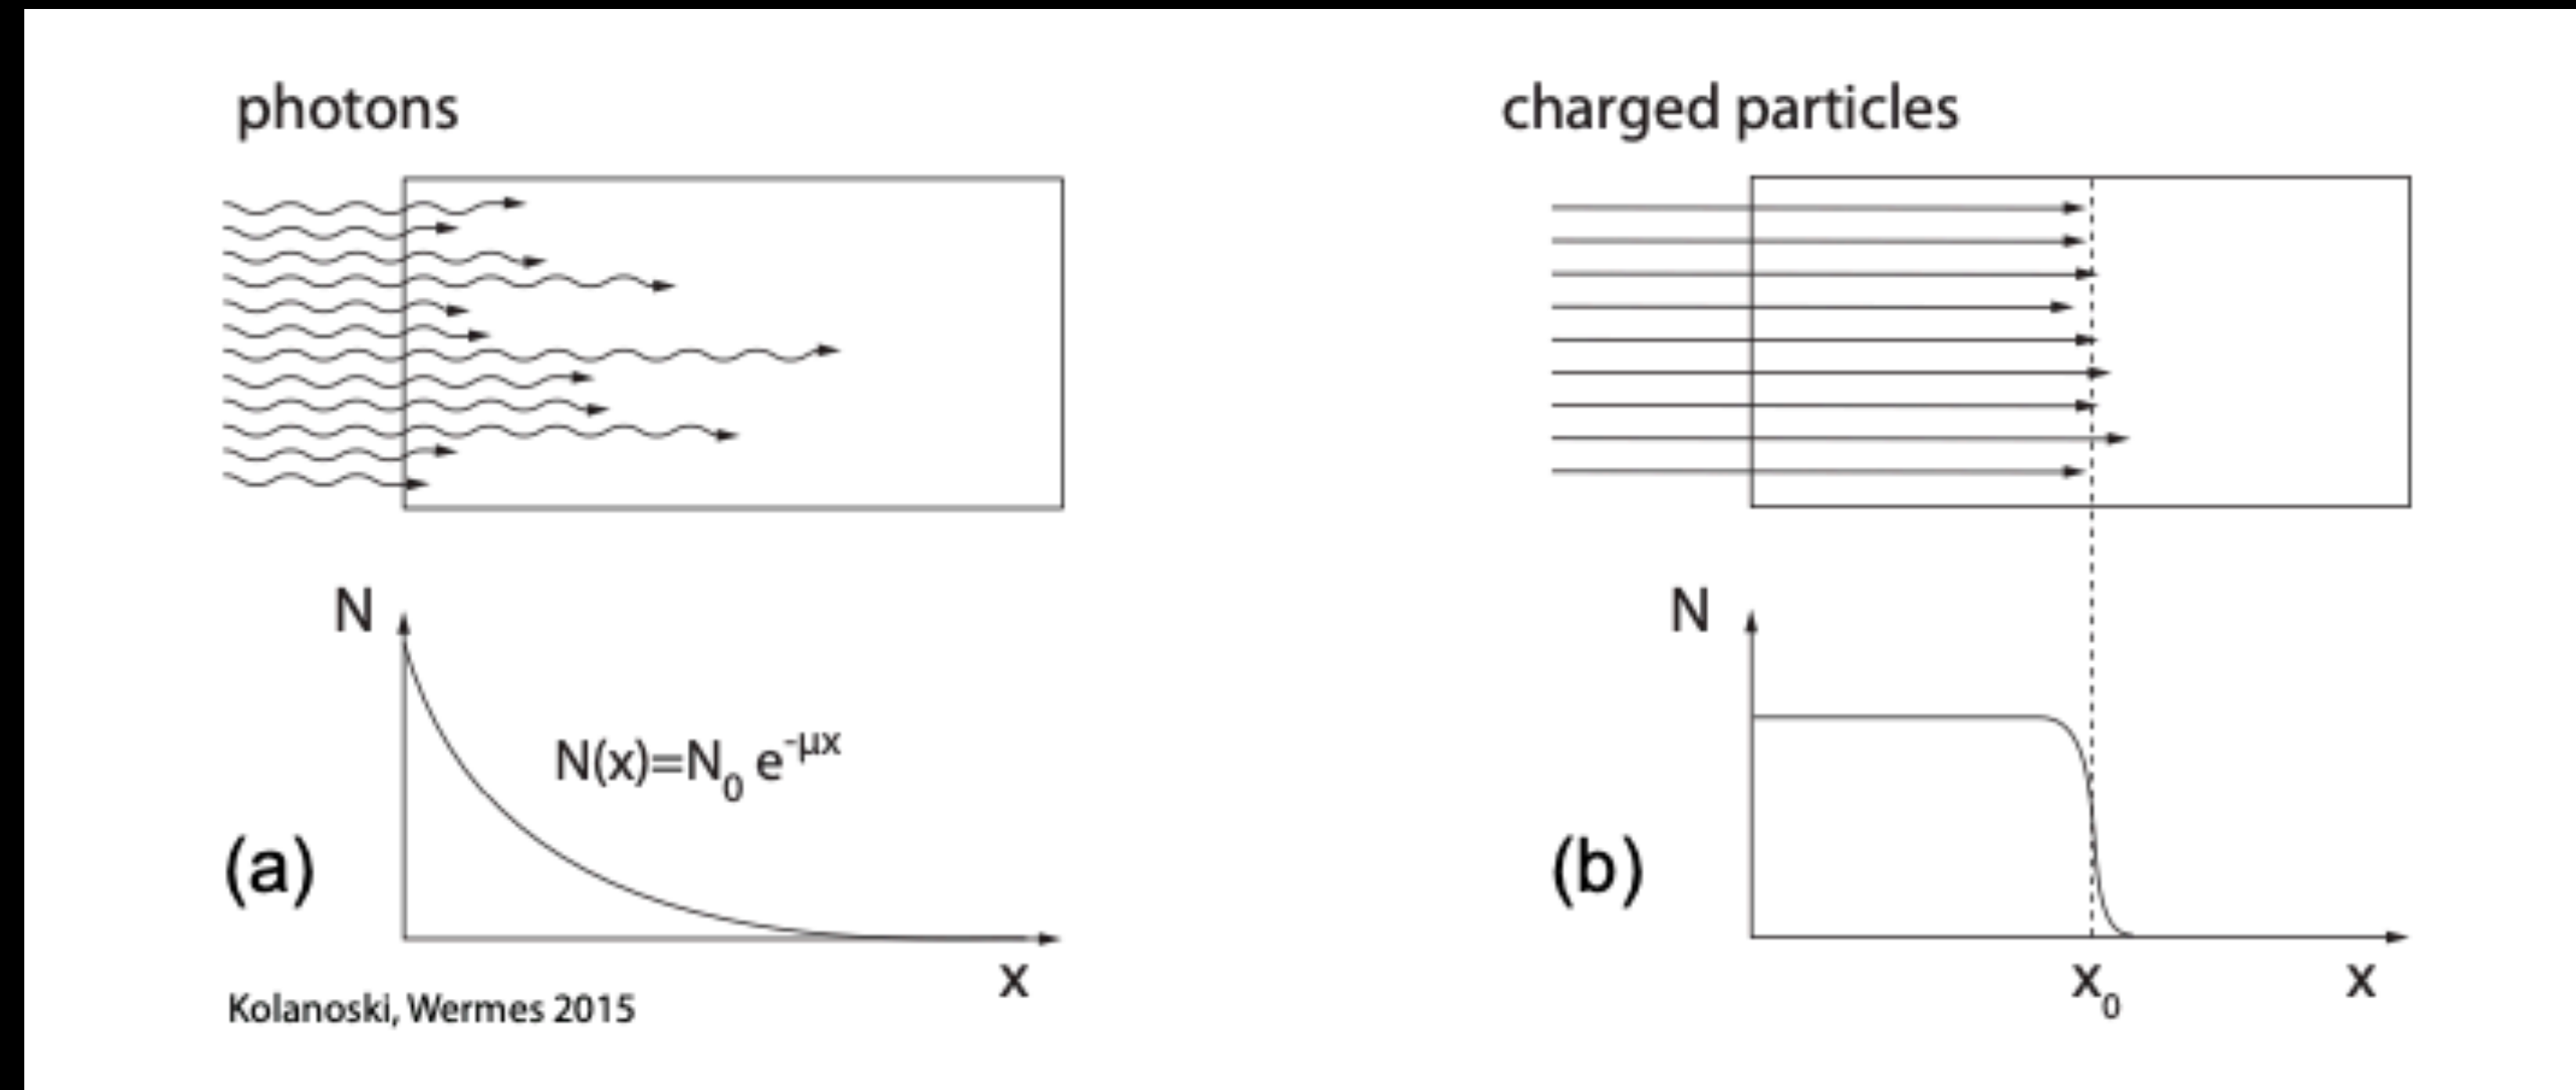 photons
N
N(x)=N₀ e^-μx
(a)
x
Kolanoski, Wermes 2015
charged particles
N
(b)
x₀
x